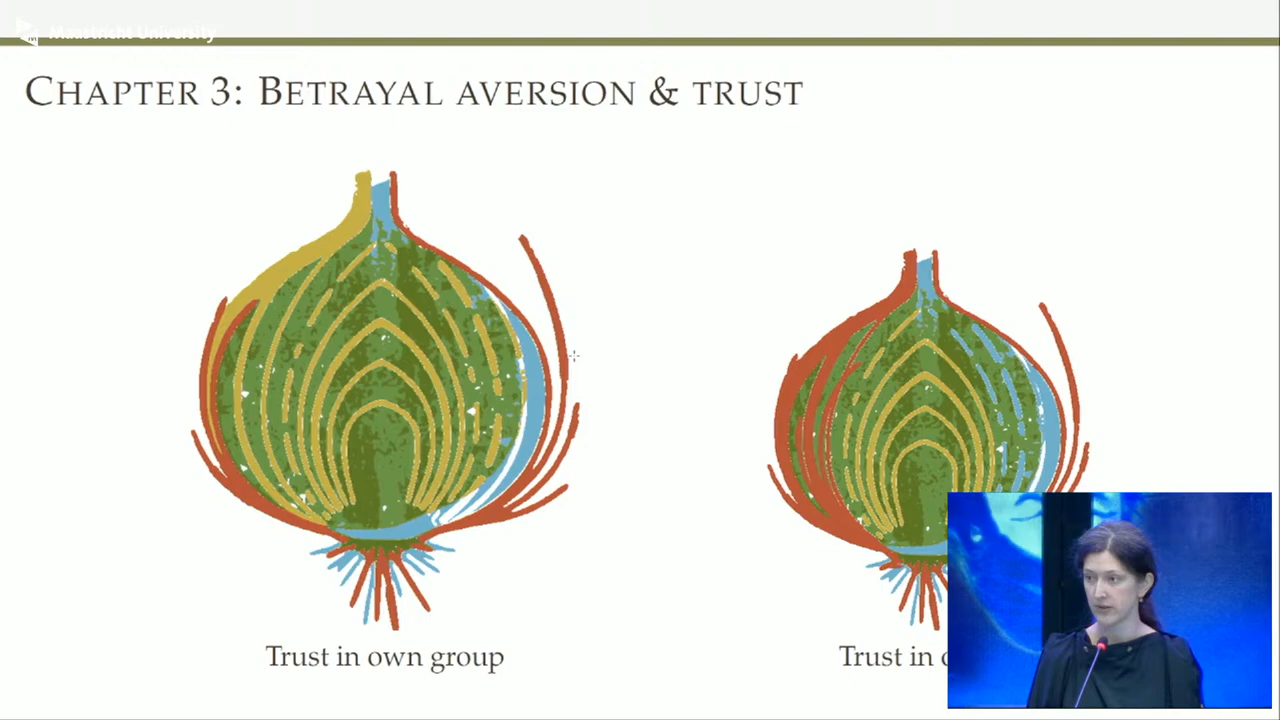 Maastricht University
CHAPTER 3: BETRAYAL AVERSION & TRUST
Trust in own group
Trust in